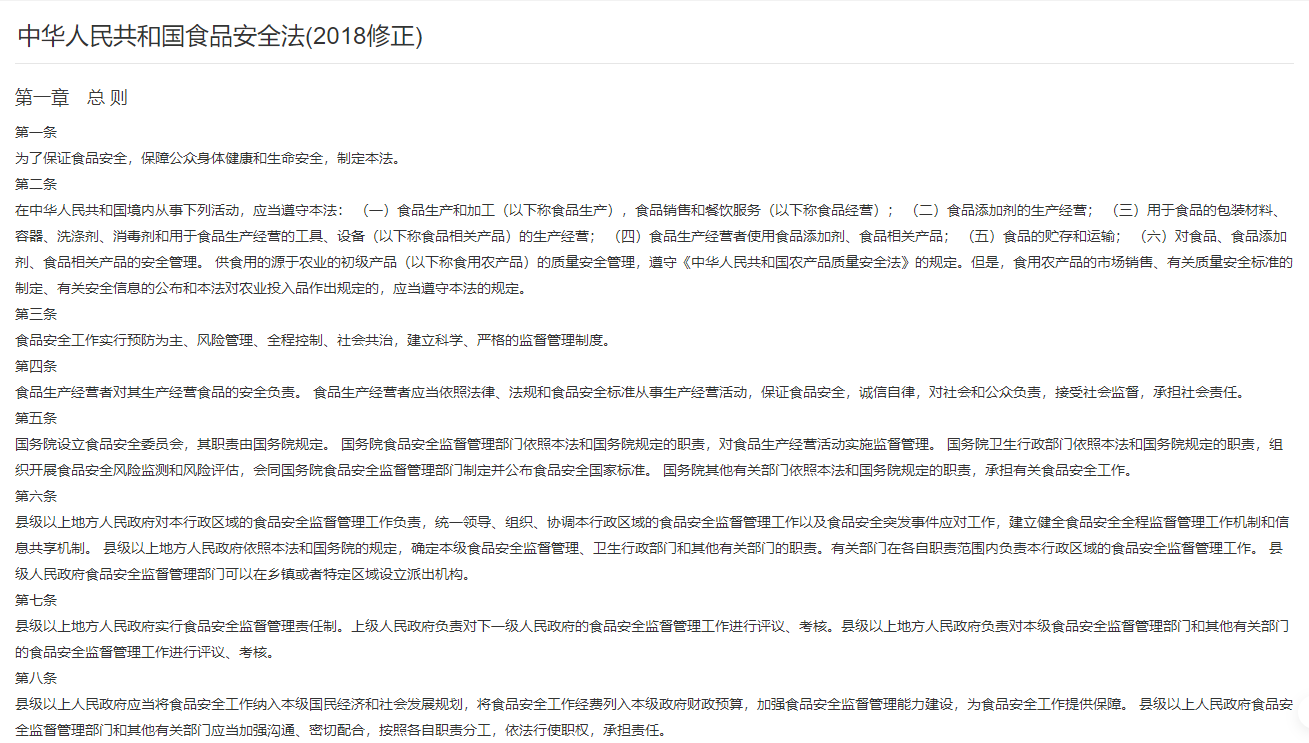 中华人民共和国食品安全法(2018修正)
第一章 总 则
第一条
为了保证食品安全，保障公众身体健康和生命安全，制定本法。
第二条
在中华人民共和国境内从事下列活动，应当遵守本法： （一）食品生产和加工（以下称食品生产），食品销售和餐饮服务（以下称食品经营）； （二）食品添加剂的生产经营； （三）用于食品的包装材料、
容器、洗涤剂、消毒剂和用于食品生产经营的工具、设备（以下称食品相关产品）的生产经营； （四）食品生产经营者使用食品添加剂、食品相关产品； （五）食品的贮存和运输； （六）对食品、食品添加
剂、食品相关产品的安全管理。 供食用的源于农业的初级产品（以下称食用农产品）的质量安全管理，遵守《中华人民共和国农产品质量安全法》的规定。但是，食用农产品的市场销售、有关质量安全标准的
制定、有关安全信息的公布和本法对农业投入品作出规定的，应当遵守本法的规定。
第三条
食品安全工作实行预防为主、风险管理、全程控制、社会共治，建立科学、严格的监督管理制度。
第四条
食品生产经营者对其生产经营食品的安全负责。 食品生产经营者应当依照法律、法规和食品安全标准从事生产经营活动，保证食品安全，诚信自律，对社会和公众负责，接受社会监督，承担社会责任。
第五条
国务院设立食品安全委员会，其职责由国务院规定。 国务院食品安全监督管理部门依照本法和国务院规定的职责，对食品生产经营活动实施监督管理。 国务院卫生行政部门依照本法和国务院规定的职责，组
织开展食品安全风险监测和风险评估，会同国务院食品安全监督管理部门制定并公布食品安全国家标准。 国务院其他有关部门依照本法和国务院规定的职责，承担有关食品安全工作。
第六条
县级以上地方人民政府对本行政区域的食品安全监督管理工作负责，统一领导、组织、协调本行政区域的食品安全监督管理工作以及食品安全突发事件应对工作，建立健全食品安全全程监督管理工作机制和信
息共享机制。 县级以上地方人民政府依照本法和国务院的规定，确定本级食品安全监督管理、卫生行政部门和其他有关部门的职责。有关部门在各自职责范围内负责本行政区域的食品安全监督管理工作。 县
级人民政府食品安全监督管理部门可以在乡镇或者特定区域设立派出机构。
第七条
县级以上地方人民政府实行食品安全监督管理责任制。上级人民政府负责对下一级人民政府的食品安全监督管理工作进行评议、考核。县级以上地方人民政府负责对本级食品安全监督管理部门和其他有关部门
的食品安全监督管理工作进行评议、考核。
第八条
县级以上人民政府应当将食品安全工作纳入本级国民经济和社会发展规划，将食品安全工作经费列入本级政府财政预算，加强食品安全监督管理能力建设，为食品安全工作提供保障。 县级以上人民政府食品安
全监督管理部门和其他有关部门应当加强沟通、密切配合，按照各自职责分工，依法行使职权，承担责任。